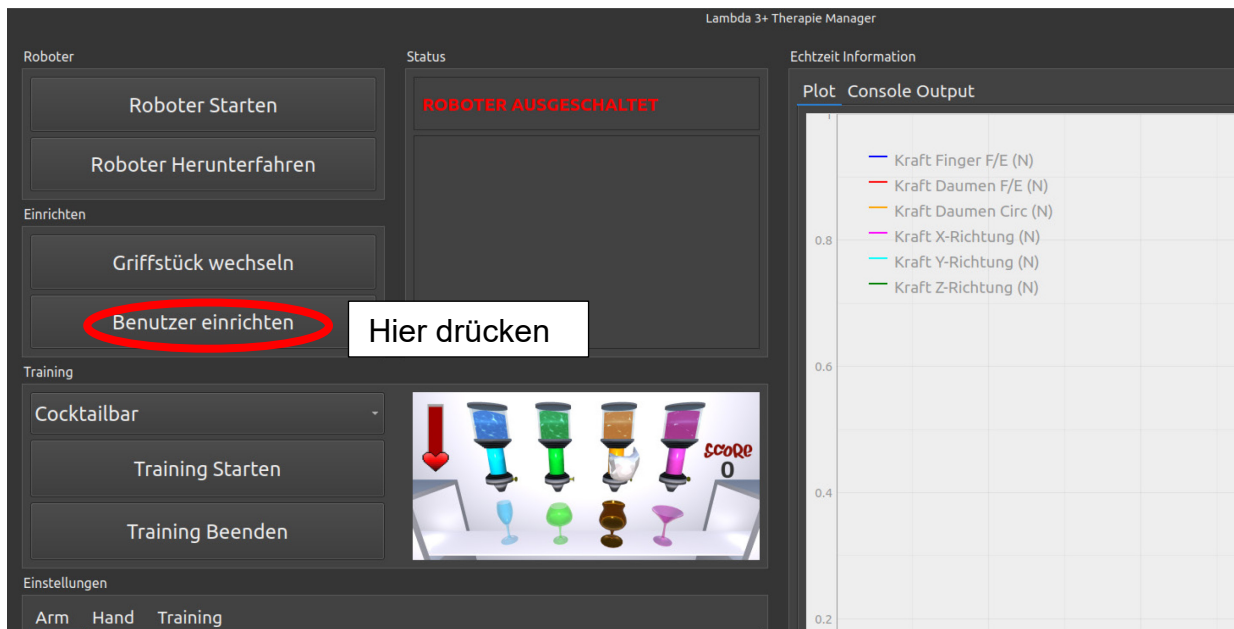 Lambda 3+ Therapie Manager
Roboter
Roboter Starten
Roboter Herunterfahren
Einrichten
Griffstück wechseln
Benutzer einrichten
Hier drücken
Status
ROBOTER AUSGESCHALTET
Training
Cocktailbar
Training Starten
Training Beenden
SCORE
0
Einstellungen
Arm Hand Training
Echtzeit Information
Plot Console Output
1
Kraft Finger F/E (N)
Kraft Daumen F/E (N)
Kraft Daumen Circ (N)
Kraft X-Richtung (N)
Kraft Y-Richtung (N)
Kraft Z-Richtung (N)
0.8
0.6
0.4
0.2